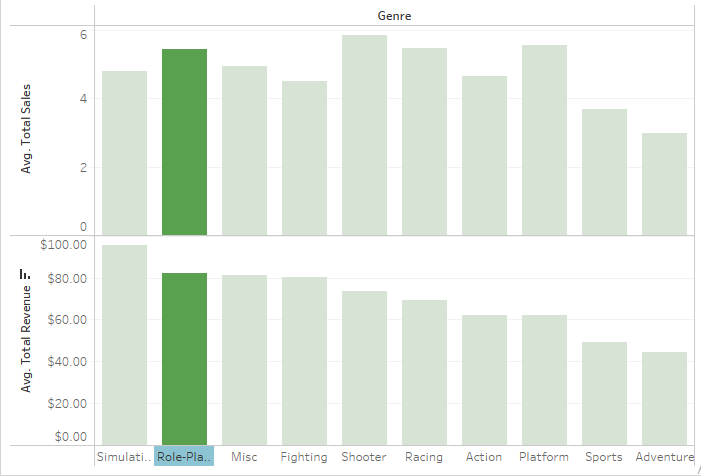 Genre
Avg. Total Sales
6
4
2
0
Avg. Total Revenue
$100.00
$80.00
$60.00
$40.00
$20.00
$0.00
Simulati.. Role-Pla.. Misc Fighting Shooter Racing Action Platform Sports Adventure